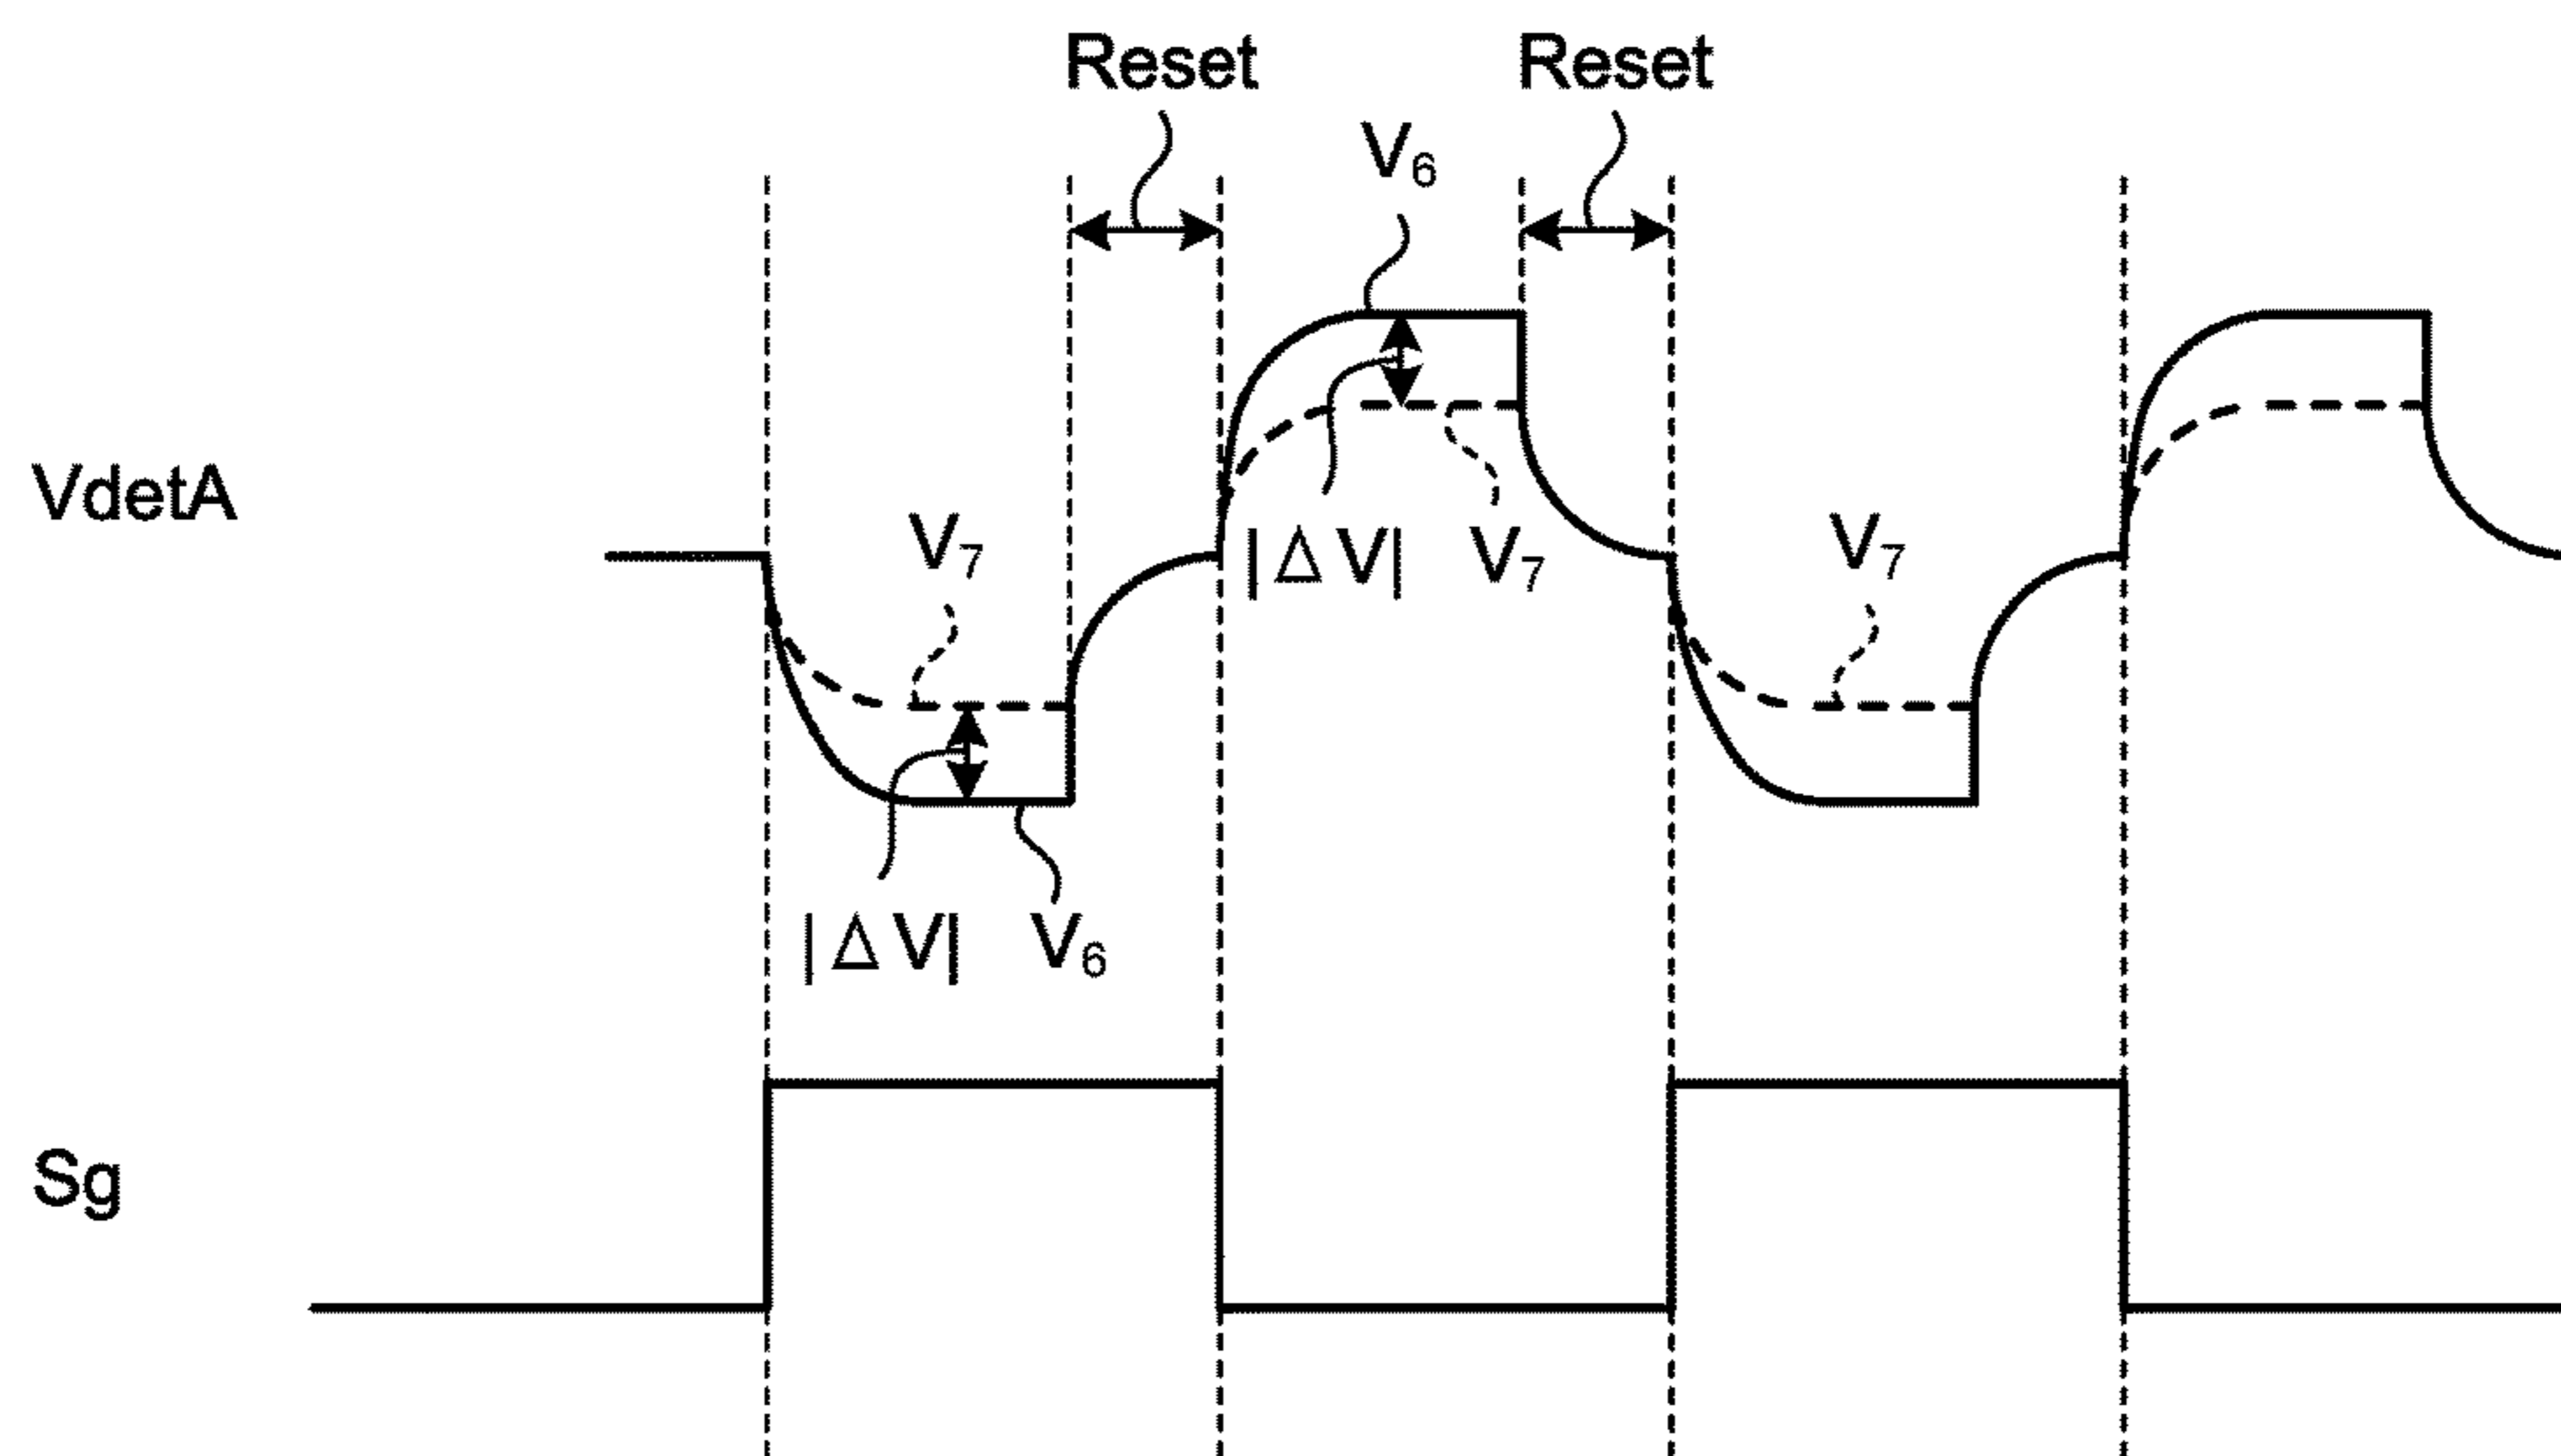 Reset Reset
V₆
VdetA
V₇ |ΔV| V₇ V₇
|ΔV| V₆
Sg